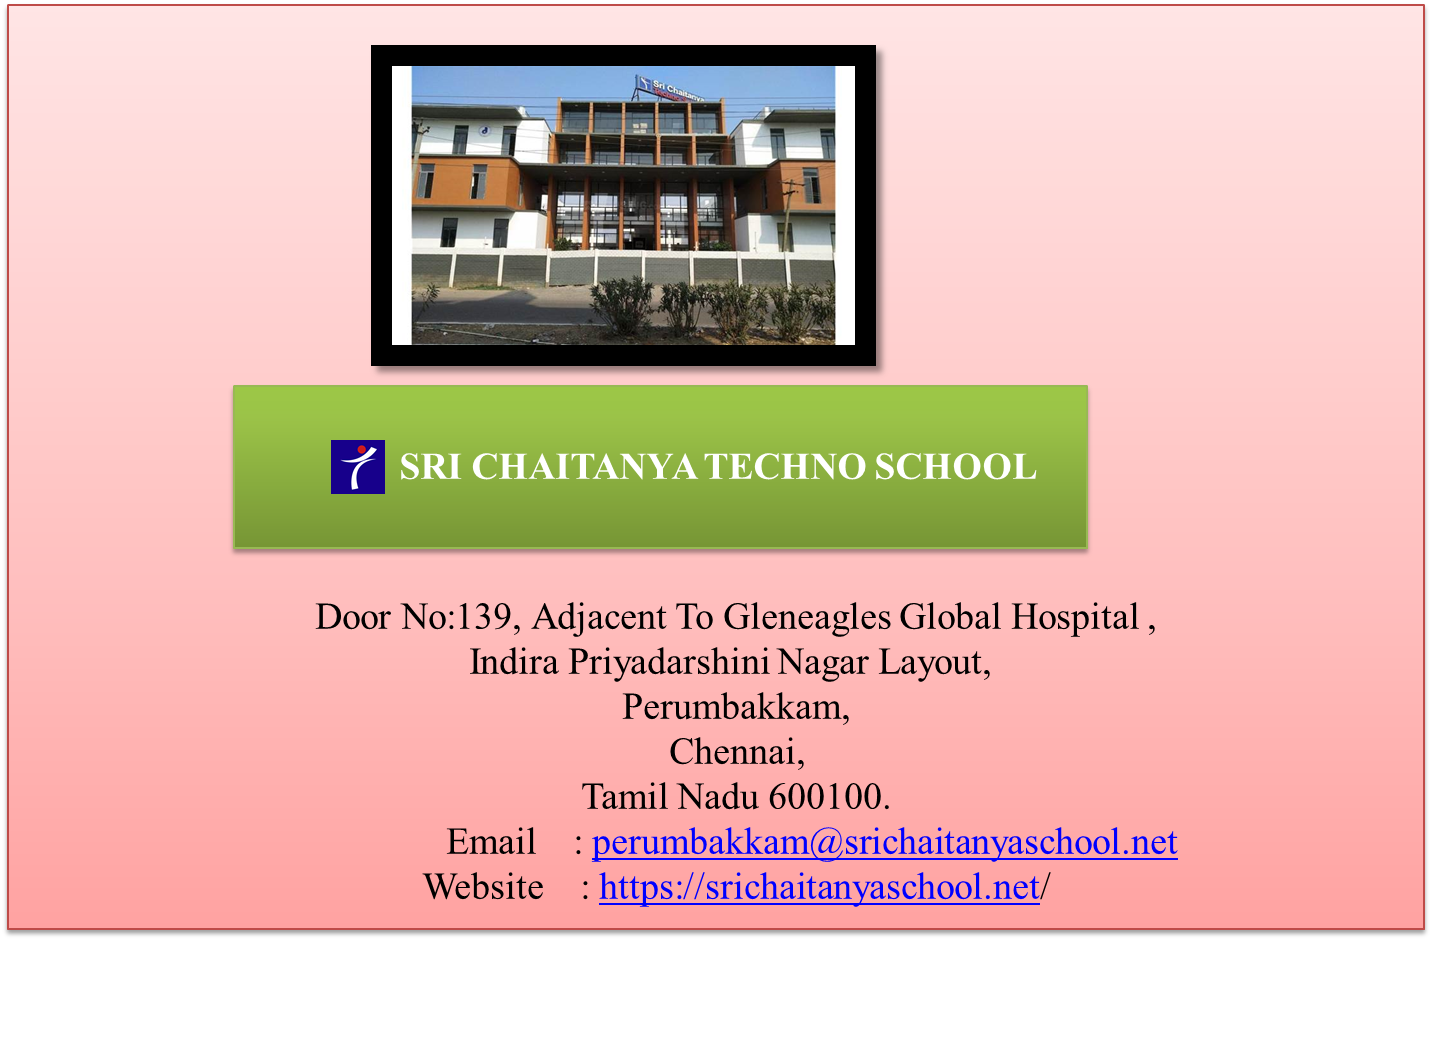 Sri Chaitanya
SRI CHAITANYA TECHNO SCHOOL
Door No:139, Adjacent To Gleneagles Global Hospital ,
Indira Priyadarshini Nagar Layout,
Perumbakkam,
Chennai,
Tamil Nadu 600100.
Email : perumbakkam@srichaitanyaschool.net
Website : https://srichaitanyaschool.net/